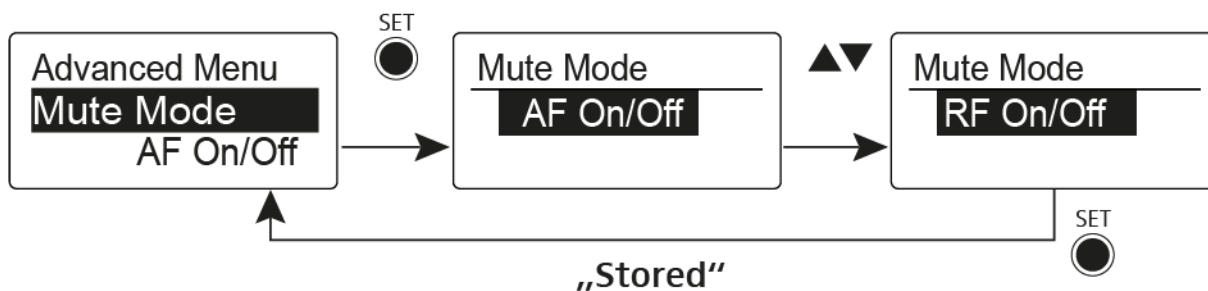 SET
Advanced Menu
Mute Mode
AF On/Off
Mute Mode
AF On/Off
▲▼
Mute Mode
RF On/Off
SET
„Stored“